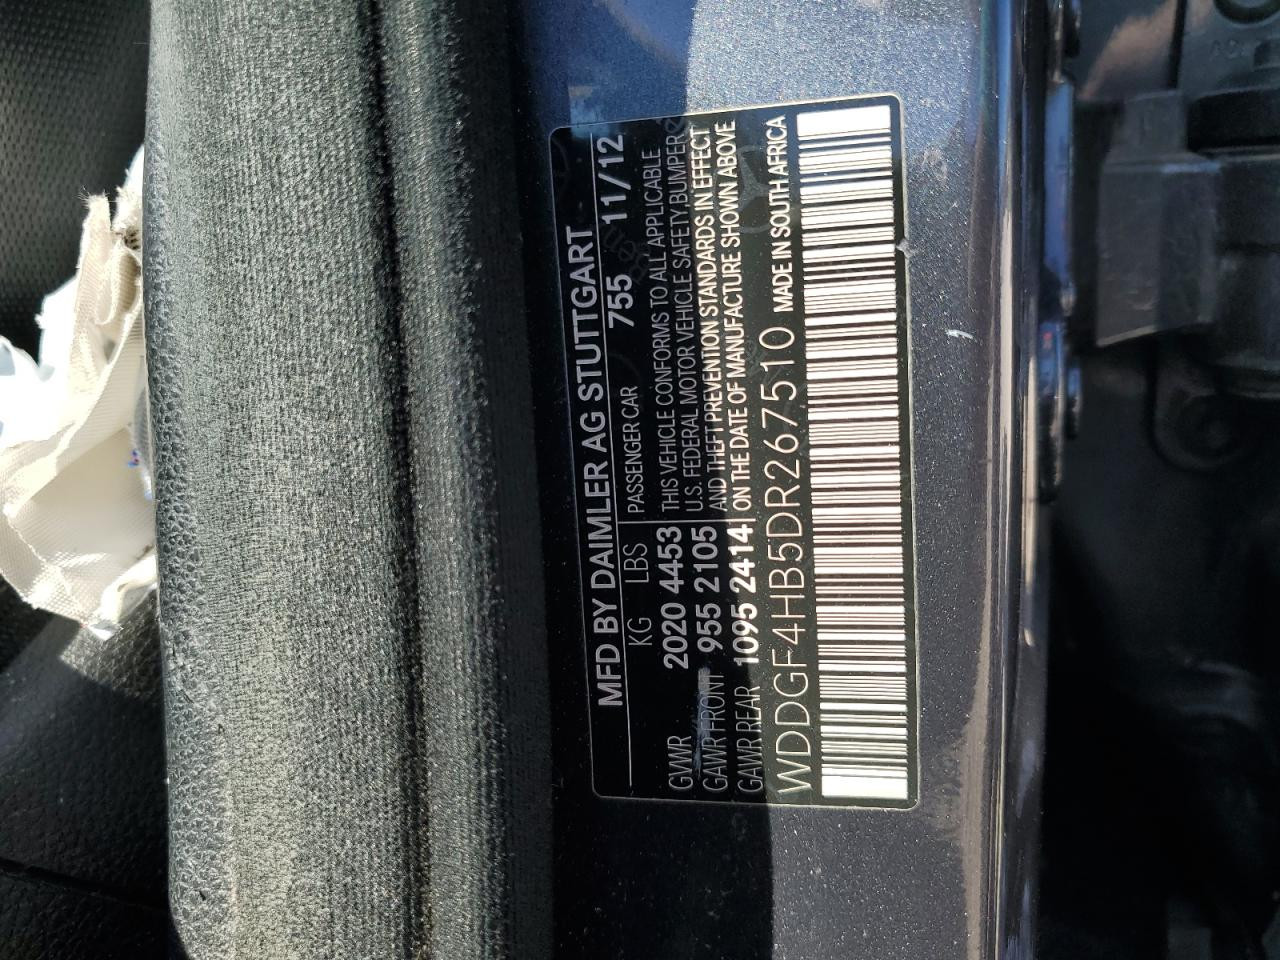 MFD BY DAIMLER AG STUTTGART
KG LBS PASSENGER CAR 755 11/12
GVWR 2020 4453
GAWR FRONT 955 2105
GAWR REAR 1095 2414
THIS VEHICLE CONFORMS TO ALL APPLICABLE
U.S. FEDERAL MOTOR VEHICLE SAFETY,BUMPER
AND THEFT PREVENTION STANDARDS IN EFFECT
ON THE DATE OF MANUFACTURE SHOWN ABOVE
WDDGF4HB5DR267510 MADE IN SOUTH AFRICA